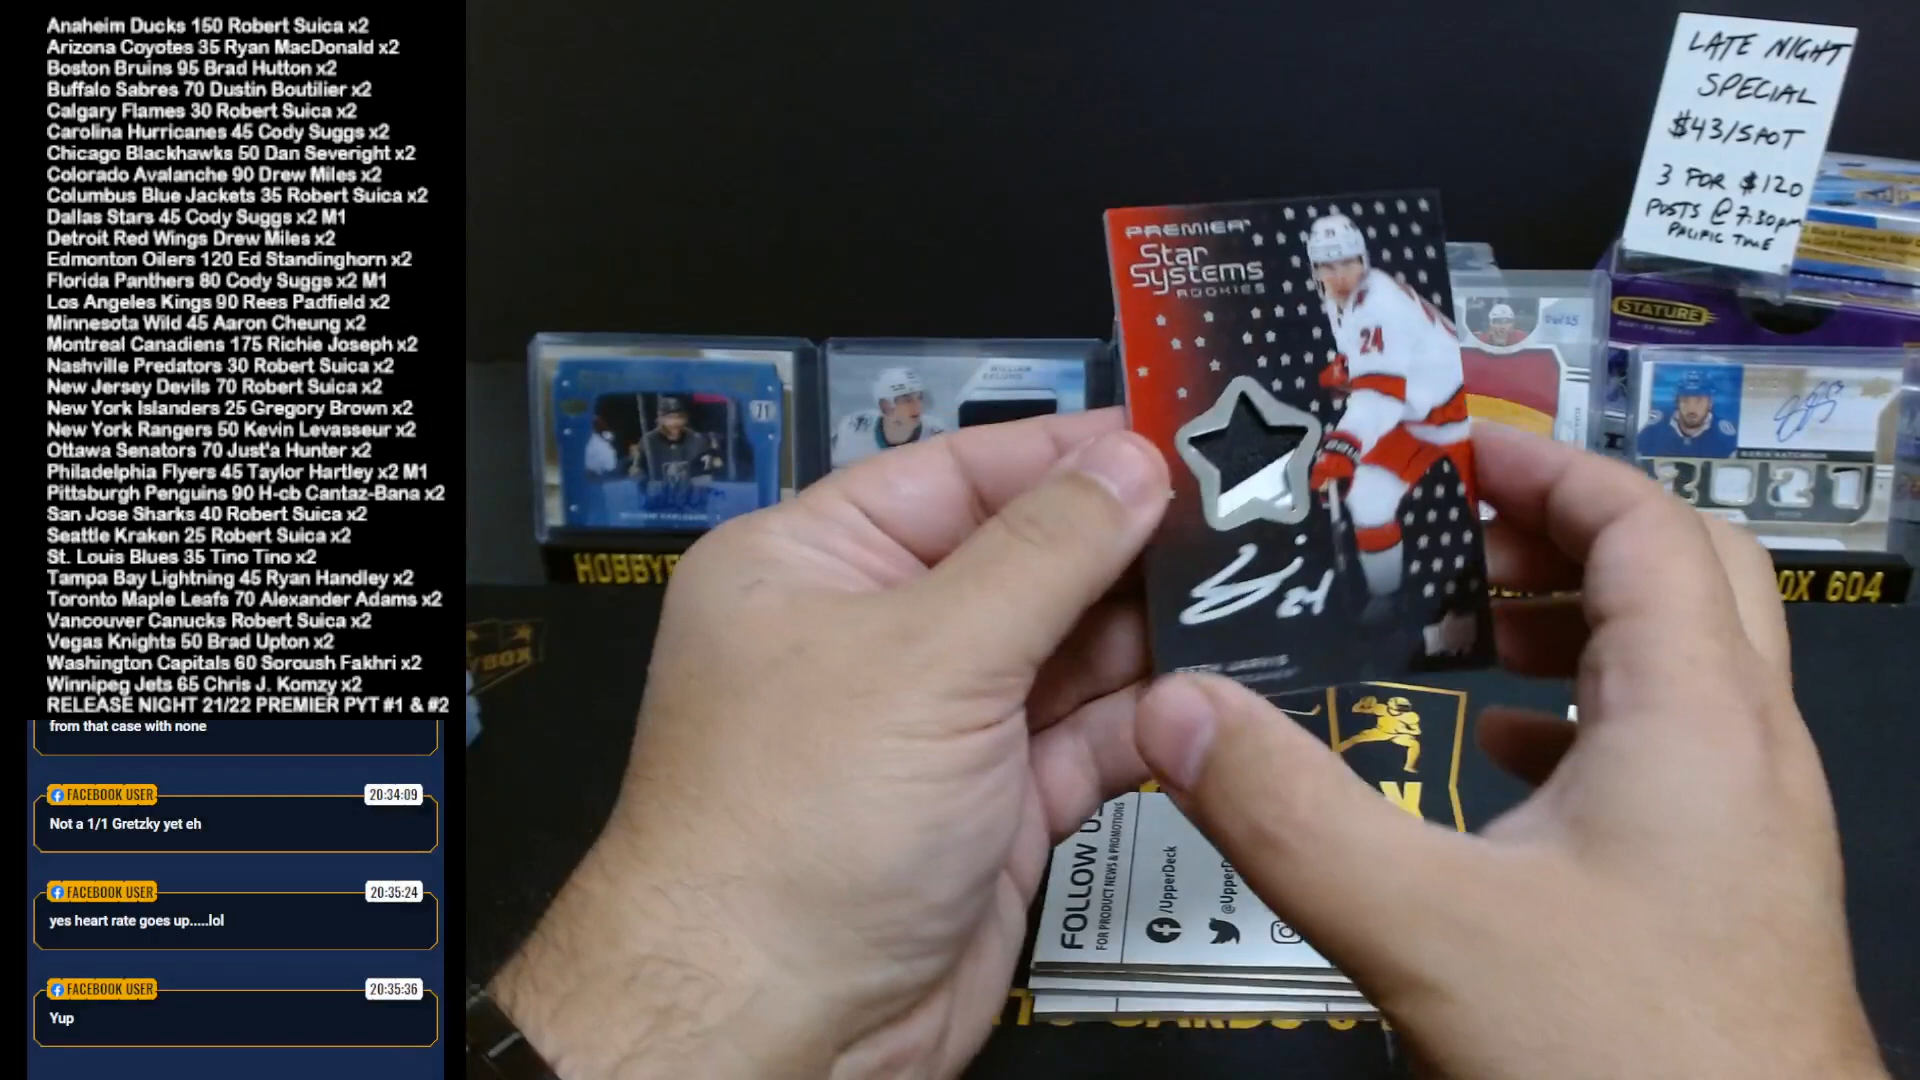 Anaheim Ducks 150 Robert Suica x2
Arizona Coyotes 35 Ryan MacDonald x2
Boston Bruins 95 Brad Hutton x2
Buffalo Sabres 70 Dustin Boutilier x2
Calgary Flames 30 Robert Suica x2
Carolina Hurricanes 45 Cody Suggs x2
Chicago Blackhawks 50 Dan Severight x2
Colorado Avalanche 90 Drew Miles x2
Columbus Blue Jackets 35 Robert Suica x2
Dallas Stars 45 Cody Suggs x2 M1
Detroit Red Wings Drew Miles x2
Edmonton Oilers 120 Ed Standinghorn x2
Florida Panthers 80 Cody Suggs x2 M1
Los Angeles Kings 90 Rees Padfield x2
Minnesota Wild 45 Aaron Cheung x2
Montreal Canadiens 175 Richie Joseph x2
Nashville Predators 30 Robert Suica x2
New Jersey Devils 70 Robert Suica x2
New York Islanders 25 Gregory Brown x2
New York Rangers 50 Kevin Levasseur x2
Ottawa Senators 70 Just'a Hunter x2
Philadelphia Flyers 45 Taylor Hartley x2 M1
Pittsburgh Penguins 90 H-cb Cantaz-Bana x2
San Jose Sharks 40 Robert Suica x2
Seattle Kraken 25 Robert Suica x2
St. Louis Blues 35 Tino Tino x2
Tampa Bay Lightning 45 Ryan Handley x2
Toronto Maple Leafs 70 Alexander Adams x2
Vancouver Canucks Robert Suica x2
Vegas Knights 50 Brad Upton x2
Washington Capitals 60 Soroush Fakhri x2
Winnipeg Jets 65 Chris J. Komzy x2
RELEASE NIGHT 21/22 PREMIER PYT #1 & #2
from that case with none
FACEBOOK USER 20:34:09
Not a 1/1 Gretzky yet eh
FACEBOOK USER 20:35:24
yes heart rate goes up.....lol
FACEBOOK USER 20:35:36
Yup
LATE NIGHT
SPECIAL
$43/SPOT
3 FOR $120
POSTS @ 7:30pm
PACIFIC TIME
PREMIER
Star
Systems
ROOKIES
24
24
JARVIS
STATURE
WILLIAM
EKLUND
71
2021
HOBBY
OX 604
FOLLOW
FOR PRODUCT NEWS & PROMOTIONS
/UpperDeck